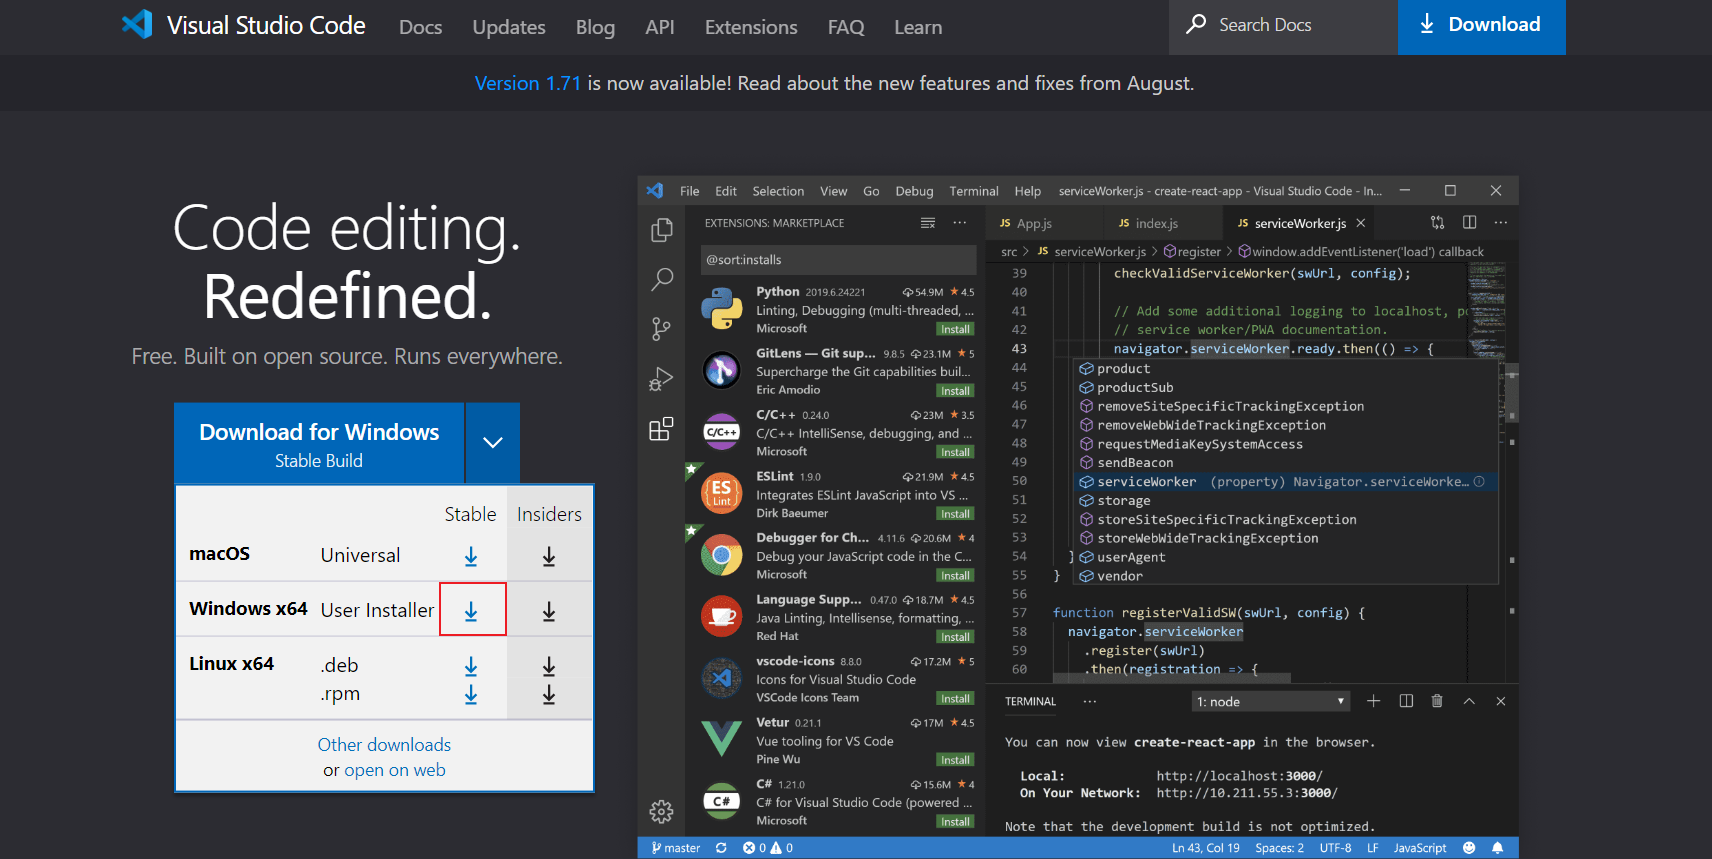 Visual Studio Code Docs Updates Blog API Extensions FAQ Learn Search Docs Download
Version 1.71 is now available! Read about the new features and fixes from August.
Code editing.
Redefined.
Free. Built on open source. Runs everywhere.
Download for Windows
Stable Build
Stable Insiders
macOS Universal
Windows x64 User Installer
Linux x64 .deb
.rpm
Other downloads
or open on web
File Edit Selection View Go Debug Terminal Help serviceWorker.js - create-react-app - Visual Studio Code - In...
EXTENSIONS: MARKETPLACE
@sort:installs
Python 2019.6.24221 54.9M 4.5
Linting, Debugging (multi-threaded, ...
Microsoft Install
GitLens — Git sup... 9.8.5 23.1M 5
Supercharge the Git capabilities buil...
Eric Amodio Install
C/C++
C/C++ 0.24.0 23M 3.5
C/C++ IntelliSense, debugging, and ...
Microsoft Install
ES
Lint
ESLint 1.9.0 21.9M 4.5
Integrates ESLint JavaScript into VS ...
Dirk Baeumer Install
Debugger for Ch... 4.11.6 20.6M 4
Debug your JavaScript code in the C...
Microsoft Install
Language Supp... 0.47.0 18.7M 4.5
Java Linting, Intellisense, formatting, ...
Red Hat Install
vscode-icons 8.8.0 17.2M 5
Icons for Visual Studio Code
VSCode Icons Team Install
Vetur 0.21.1 17M 4.5
Vue tooling for VS Code
Pine Wu Install
C#
C# 1.21.0 15.6M 4
C# for Visual Studio Code (powered ...
Microsoft Install
JS App.js JS index.js JS serviceWorker.js
src > JS serviceWorker.js > register > window.addEventListener('load') callback
39 checkValidServiceWorker(swUrl, config);
40
41 // Add some additional logging to localhost, po
42 // service worker/PWA documentation.
43 navigator.serviceWorker.ready.then(() => {
44 product
45 productSub
46 removeSiteSpecificTrackingException
47 removeWebWideTrackingException
48 requestMediaKeySystemAccess
49 sendBeacon
50 serviceWorker (property) Navigator.serviceWorke...
51 storage
52 storeSiteSpecificTrackingException
53 storeWebWideTrackingException
54 } userAgent
55 } vendor
56
57 function registerValidSW(swUrl, config) {
58 navigator.serviceWorker
59 .register(swUrl)
60 .then(registration => {
TERMINAL ... 1: node
You can now view create-react-app in the browser.
Local: http://localhost:3000/
On Your Network: http://10.211.55.3:3000/
Note that the development build is not optimized.
master 0 0 Ln 43, Col 19 Spaces: 2 UTF-8 LF JavaScript